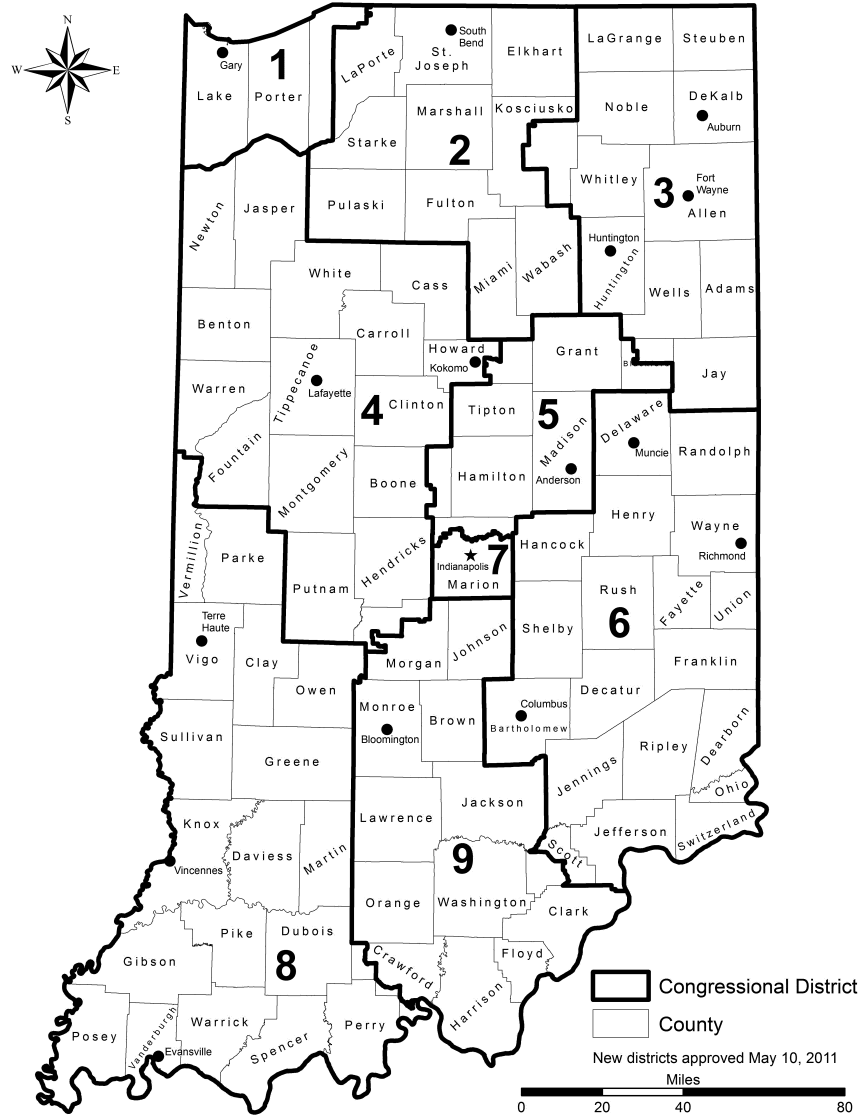 N
W
E
S
South
Bend
LaGrange
Steuben
Gary
1
LaPorte
St.
Joseph
Elkhart
Lake
Porter
Marshall
Kosciusko
Noble
DeKalb
Auburn
Starke
2
Whitley
3
Fort
Wayne
Allen
Newton
Jasper
Pulaski
Fulton
Huntington
Huntington
White
Cass
Miami
Wabash
Wells
Adams
Benton
Carroll
Howard
Kokomo
Grant
Jay
Warren
Tippecanoe
Lafayette
4
Clinton
Tipton
5
Madison
Anderson
Delaware
Muncie
Randolph
Fountain
Montgomery
Boone
Hamilton
Henry
Wayne
Richmond
Vermillion
Parke
Putnam
Hendricks
Indianapolis
7
Marion
Hancock
Rush
6
Fayette
Union
Terre
Haute
Vigo
Clay
Owen
Morgan
Johnson
Shelby
Franklin
Decatur
Monroe
Bloomington
Brown
Columbus
Bartholomew
Sullivan
Greene
Jennings
Ripley
Dearborn
Ohio
Lawrence
Jackson
Knox
Vincennes
Daviess
Martin
Scott
Jefferson
Switzerland
9
Orange
Washington
Clark
Pike
Dubois
8
Gibson
Crawford
Floyd
Harrison
Posey
Vanderburgh
Evansville
Warrick
Spencer
Perry
Congressional District
County
New districts approved May 10, 2011
Miles
0 20 40 80